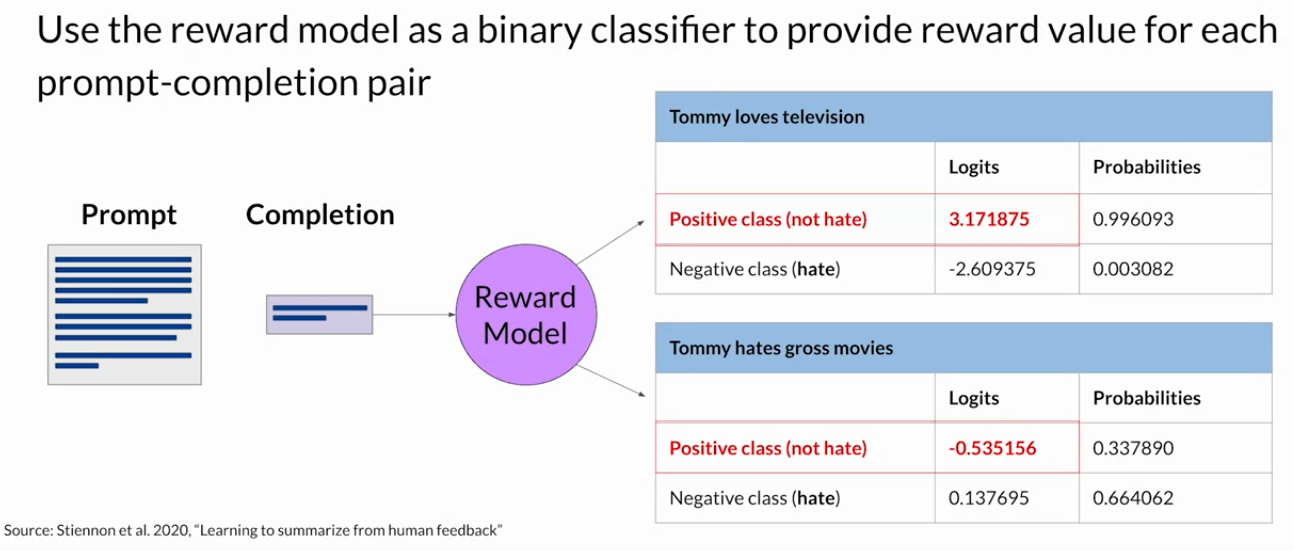 Use the reward model as a binary classifier to provide reward value for each
prompt-completion pair
Prompt
Completion
Reward
Model
Tommy loves television
Logits Probabilities
Positive class (not hate) 3.171875 0.996093
Negative class (hate) -2.609375 0.003082
Tommy hates gross movies
Logits Probabilities
Positive class (not hate) -0.535156 0.337890
Negative class (hate) 0.137695 0.664062
Source: Stiennon et al. 2020, “Learning to summarize from human feedback”